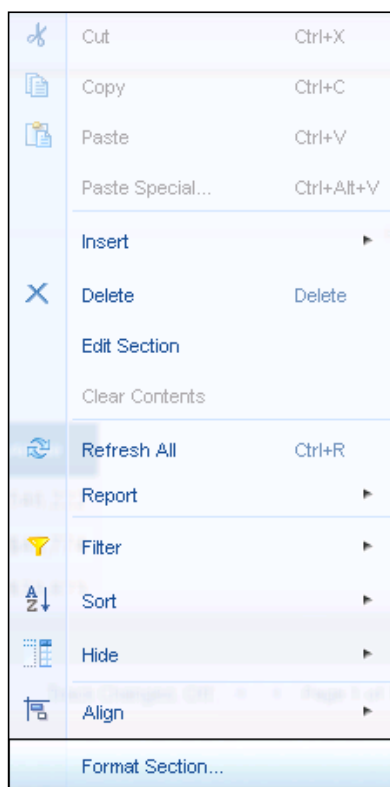 Cut Ctrl+X
Copy Ctrl+C
Paste Ctrl+V
Paste Special... Ctrl+Alt+V
Insert
Delete Delete
Edit Section
Clear Contents
Refresh All Ctrl+R
Report
Filter
Sort
Hide
Align
Format Section...